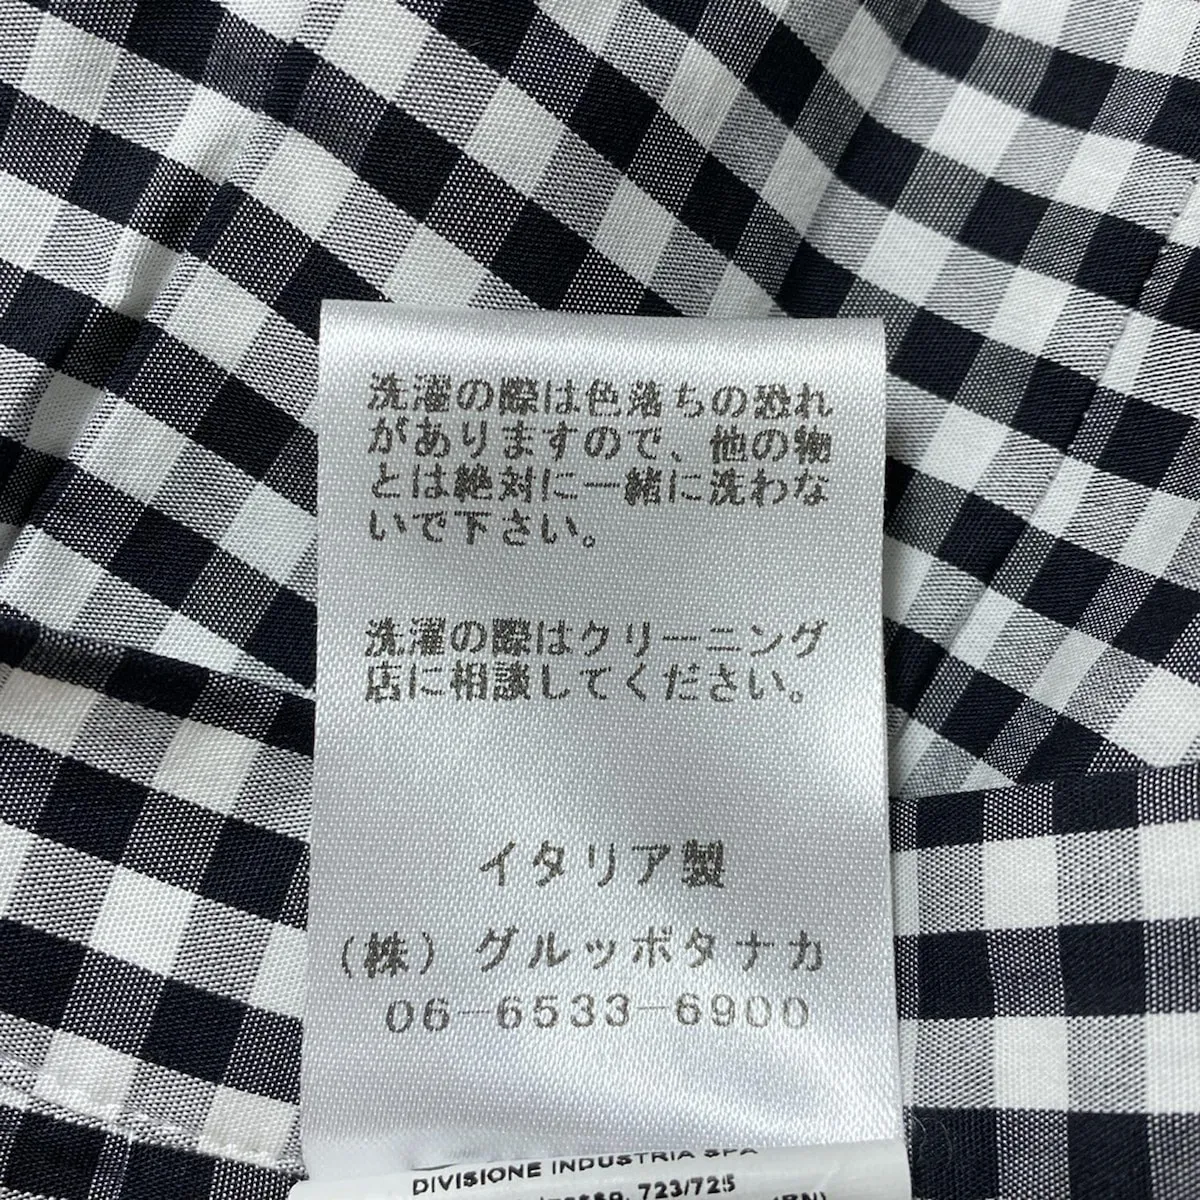 洗濯の際は色落ちの恐れ
がありますので、他の物
とは絶対に一緒に洗わな
いで下さい。
洗濯の際はクリーニング
店に相談してください。
イタリア製
(株)グルッポタナカ
06-6533-6900
DIVISIONE INDUSTRIA SPA
723/725
(RN)